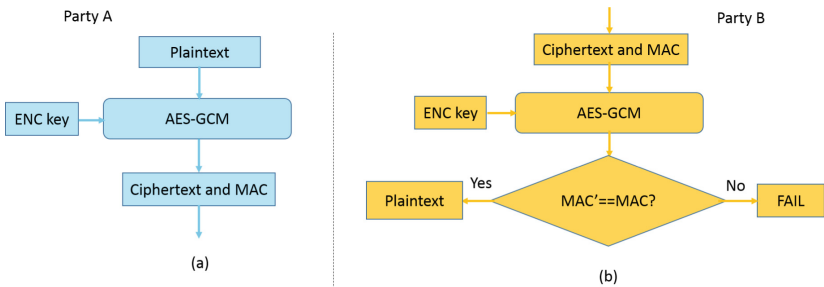 Party A
Plaintext
ENC key
AES-GCM
Ciphertext and MAC
(a)
Party B
Ciphertext and MAC
ENC key
AES-GCM
MAC'==MAC?
Yes
No
Plaintext
FAIL
(b)